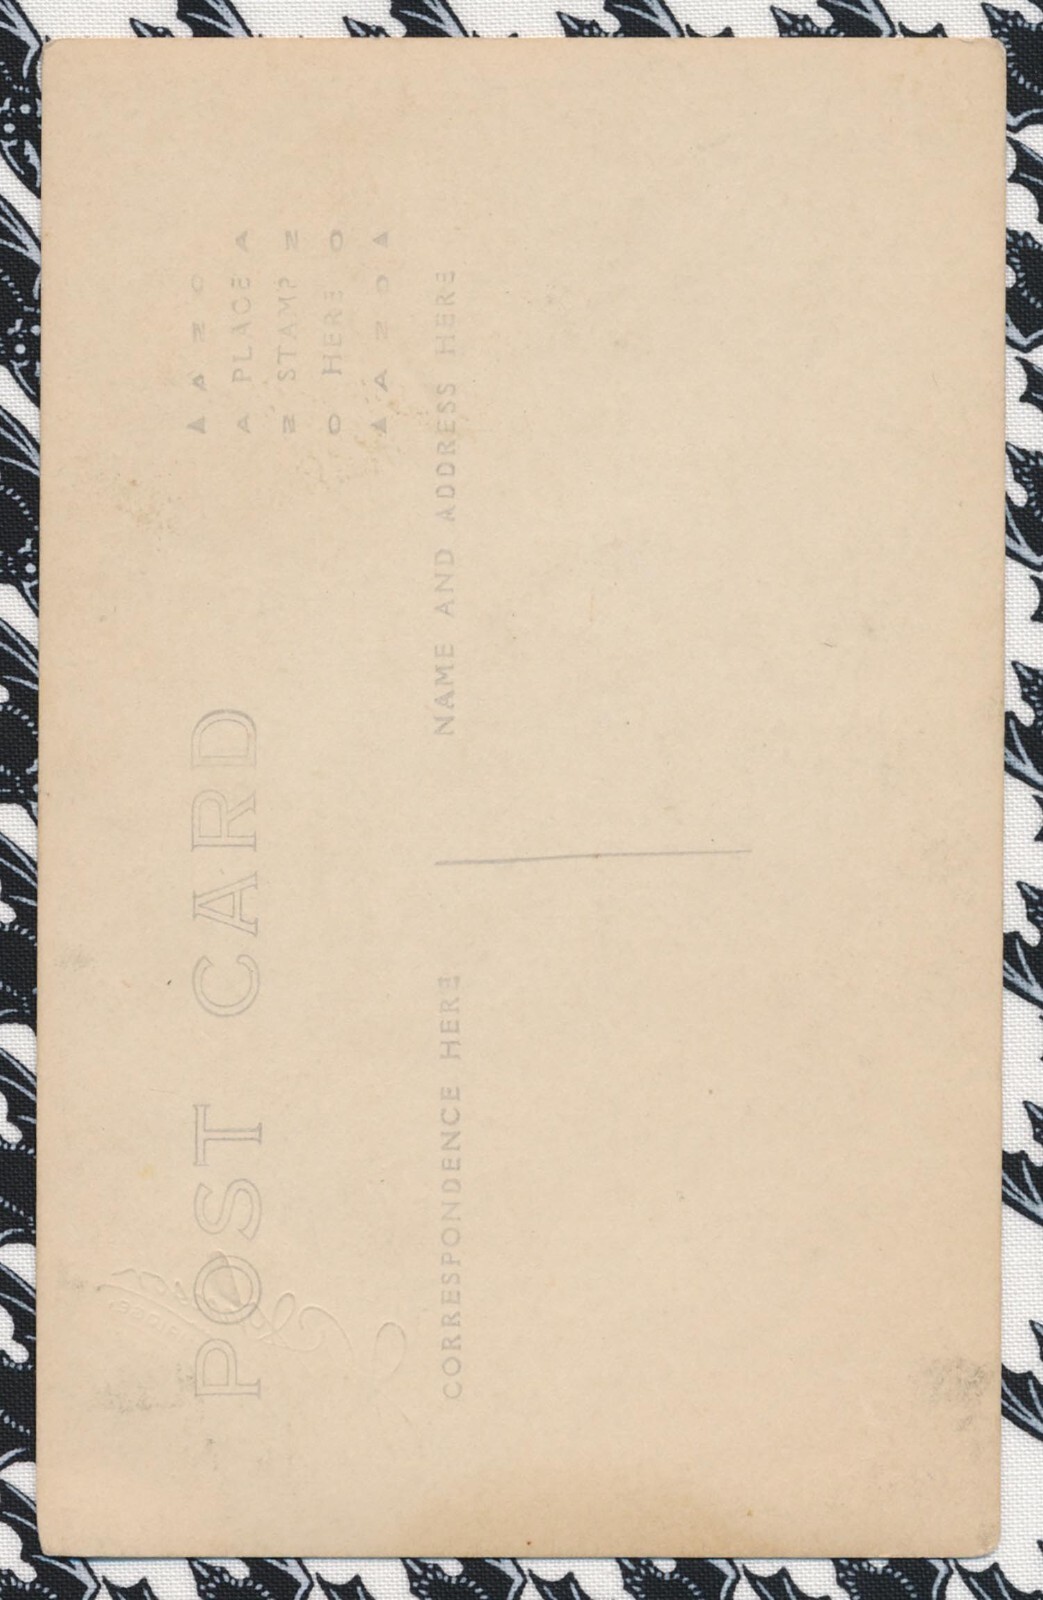 POST CARD
▲ A Z O
A PLACE A
Z STAMP Z
O HERE O
▲ A Z O ▲
CORRESPONDENCE HERE
NAME AND ADDRESS HERE